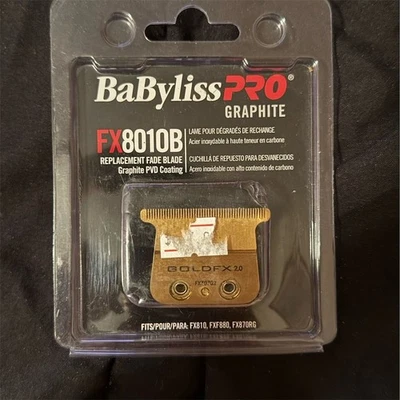 BaBylissPRO®
GRAPHITE
FX8010B
REPLACEMENT FADE BLADE
Graphite PVD Coating
LAME POUR DÉGRADÉS DE RECHANGE
Acier inoxydable à haute teneur en carbone
CUCHILLA DE REPUESTO PARA DESVANECIDOS
Acero inoxidable con alto contenido de carbono
GOLDFX 2.0
FITS/POUR/PARA: FX810, FXF880, FX870RG